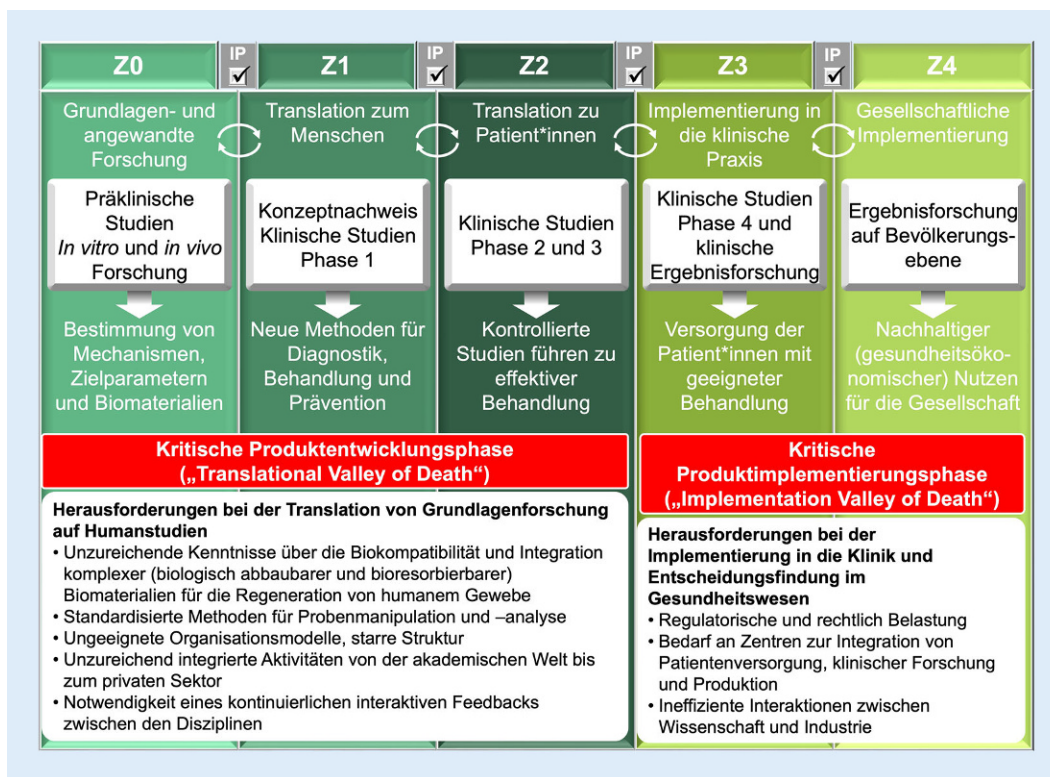 Z0
IP
Z1
IP
Z2
IP
Z3
IP
Z4
Grundlagen- und
angewandte
Forschung
Translation zum
Menschen
Translation zu
Patient*innen
Implementierung in
die klinische
Praxis
Gesellschaftliche
Implementierung
Präklinische
Studien
In vitro und in vivo
Forschung
Konzeptnachweis
Klinische Studien
Phase 1
Klinische Studien
Phase 2 und 3
Klinische Studien
Phase 4 und
klinische
Ergebnisforschung
Ergebnisforschung
auf Bevölkerungs-
ebene
Bestimmung von
Mechanismen,
Zielparametern
und Biomaterialien
Neue Methoden für
Diagnostik,
Behandlung und
Prävention
Kontrollierte
Studien führen zu
effektiver
Behandlung
Versorgung der
Patient*innen mit
geeigneter
Behandlung
Nachhaltiger
(gesundheitsöko-
nomischer) Nutzen
für die Gesellschaft
Kritische Produktentwicklungsphase
(„Translational Valley of Death“)
Herausforderungen bei der Translation von Grundlagenforschung
auf Humanstudien
• Unzureichende Kenntnisse über die Biokompatibilität und Integration
komplexer (biologisch abbaubarer und bioresorbierbarer)
Biomaterialien für die Regeneration von humanem Gewebe
• Standardisierte Methoden für Probenmanipulation und –analyse
• Ungeeignete Organisationsmodelle, starre Struktur
• Unzureichend integrierte Aktivitäten von der akademischen Welt bis
zum privaten Sektor
• Notwendigkeit eines kontinuierlichen interaktiven Feedbacks
zwischen den Disziplinen
Kritische
Produktimplementierungsphase
(„Implementation Valley of Death“)
Herausforderungen bei der
Implementierung in die Klinik und
Entscheidungsfindung im
Gesundheitswesen
• Regulatorische und rechtlich Belastung
• Bedarf an Zentren zur Integration von
Patientenversorgung, klinischer Forschung
und Produktion
• Ineffiziente Interaktionen zwischen
Wissenschaft und Industrie